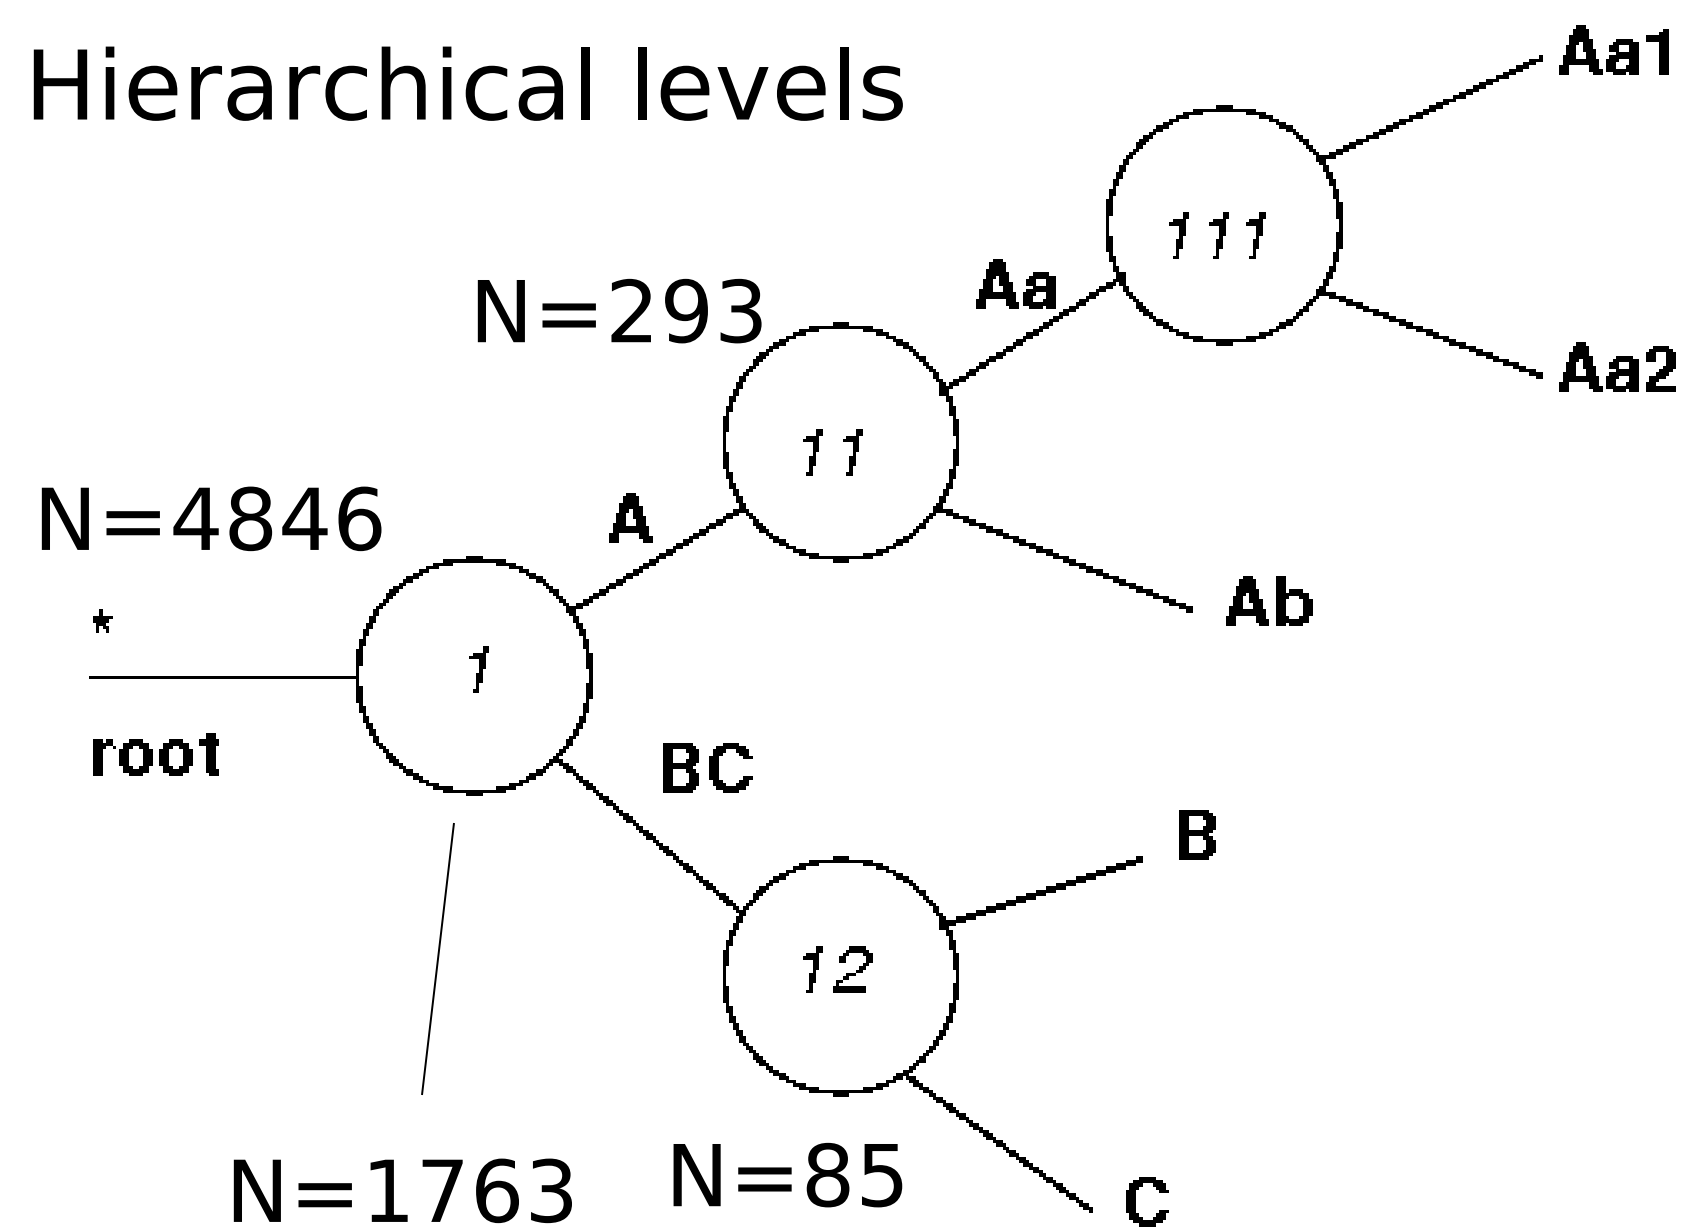 Hierarchical levels
Aa1
111
Aa
N=293
Aa2
11
N=4846
A
Ab
*
1
root
BC
B
12
N=85
N=1763
C